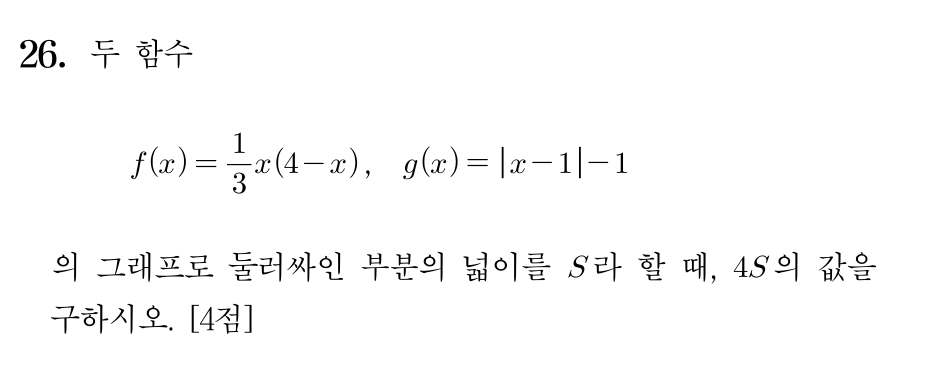 26. 두 함수
f(x) = 1/3 x(4−x), g(x) = |x−1|−1
의 그래프로 둘러싸인 부분의 넓이를 S라 할 때, 4S의 값을
구하시오. [4점]